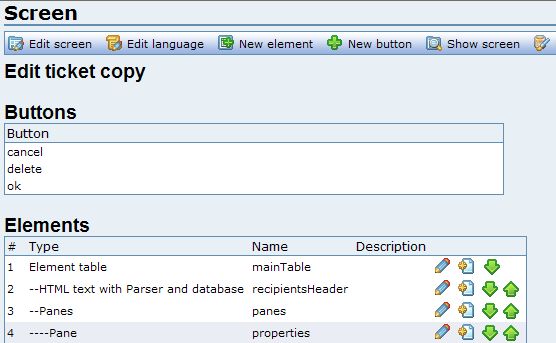 Screen
Edit screen Edit language New element New button Show screen
Edit ticket copy
Buttons
Button
cancel
delete
ok
Elements
# Type Name Description
1 Element table mainTable
2 --HTML text with Parser and database recipientsHeader
3 --Panes panes
4 ----Pane properties